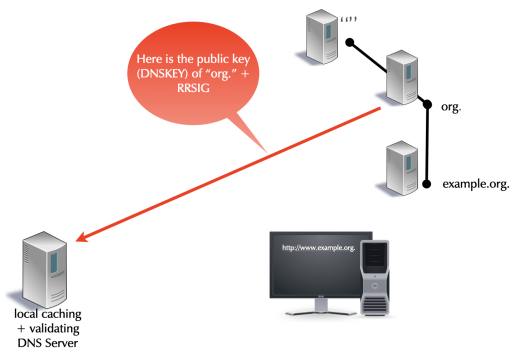 “”
Here is the public key
(DNSKEY) of “org.” +
RRSIG
org.
example.org.
http://www.example.org.
local caching
+ validating
DNS Server